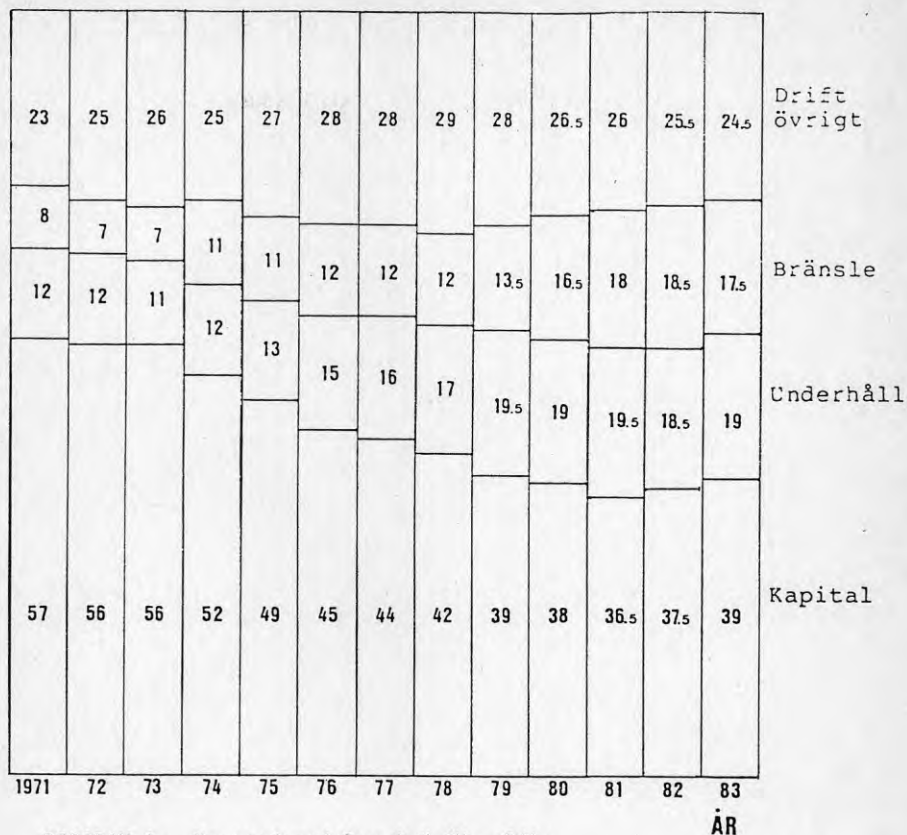 23 25 26 25 27 28 28 29 28 26.5 26 25.5 24.5 Drift övrigt
8 7 7 11 11 12 12 12 13.5 16.5 18 18.5 17.5 Bränsle
12 12 11 12 13 15 16 17 19.5 19 19.5 18.5 19 Underhåll
57 56 56 52 49 45 44 42 39 38 36.5 37.5 39 Kapital
1971 72 73 74 75 76 77 78 79 80 81 82 83
ÅR